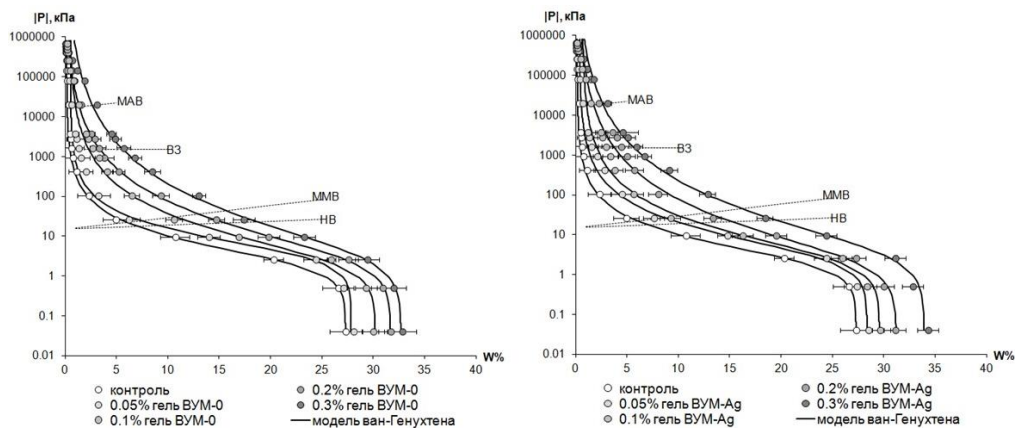 |P|, кПа
1000000
100000
10000
1000
100
10
1
0.1
0.01
МАВ
ВЗ
ММВ
НВ
0 5 10 15 20 25 30 35 40
W%
контроль
0.2% гель ВУМ-0
0.05% гель ВУМ-0
0.3% гель ВУМ-0
0.1% гель ВУМ-0
модель ван-Генухтена
|P|, кПа
1000000
100000
10000
1000
100
10
1
0.1
0.01
МАВ
ВЗ
ММВ
НВ
0 5 10 15 20 25 30 35 40
W%
контроль
0.2% гель ВУМ-Ag
0.05% гель ВУМ-Ag
0.3% гель ВУМ-Ag
0.1% гель ВУМ-Ag
модель ван-Генухтена